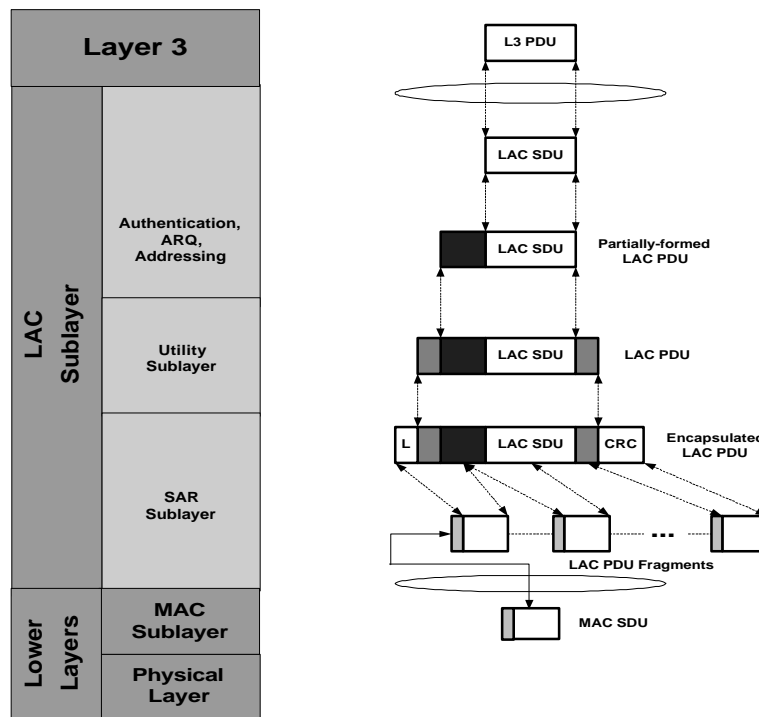 Layer 3
LAC
Sublayer
Authentication,
ARQ,
Addressing
Utility
Sublayer
SAR
Sublayer
Lower
Layers
MAC
Sublayer
Physical
Layer
L3 PDU
LAC SDU
LAC SDU
Partially-formed
LAC PDU
LAC SDU
LAC PDU
L
LAC SDU
CRC
Encapsulated
LAC PDU
...
LAC PDU Fragments
MAC SDU